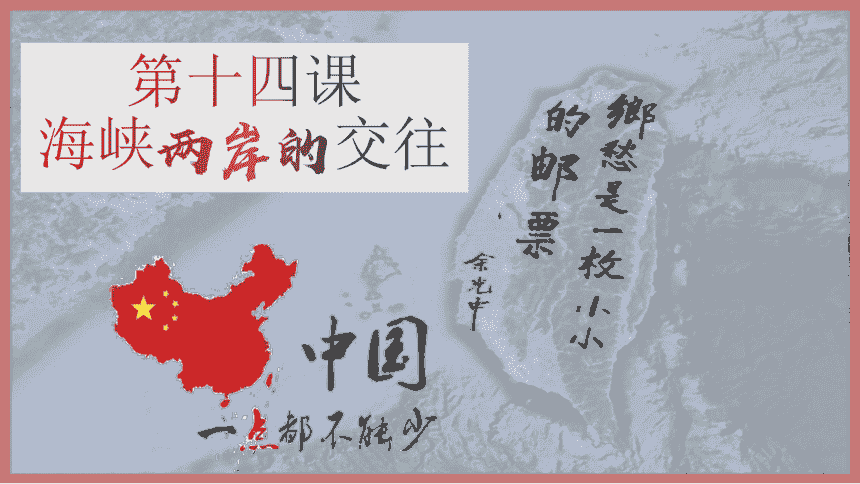 第十四课
海峡两岸的交往
鄉愁是一枚小小
的邮票
余光中
中国
一点都不能少